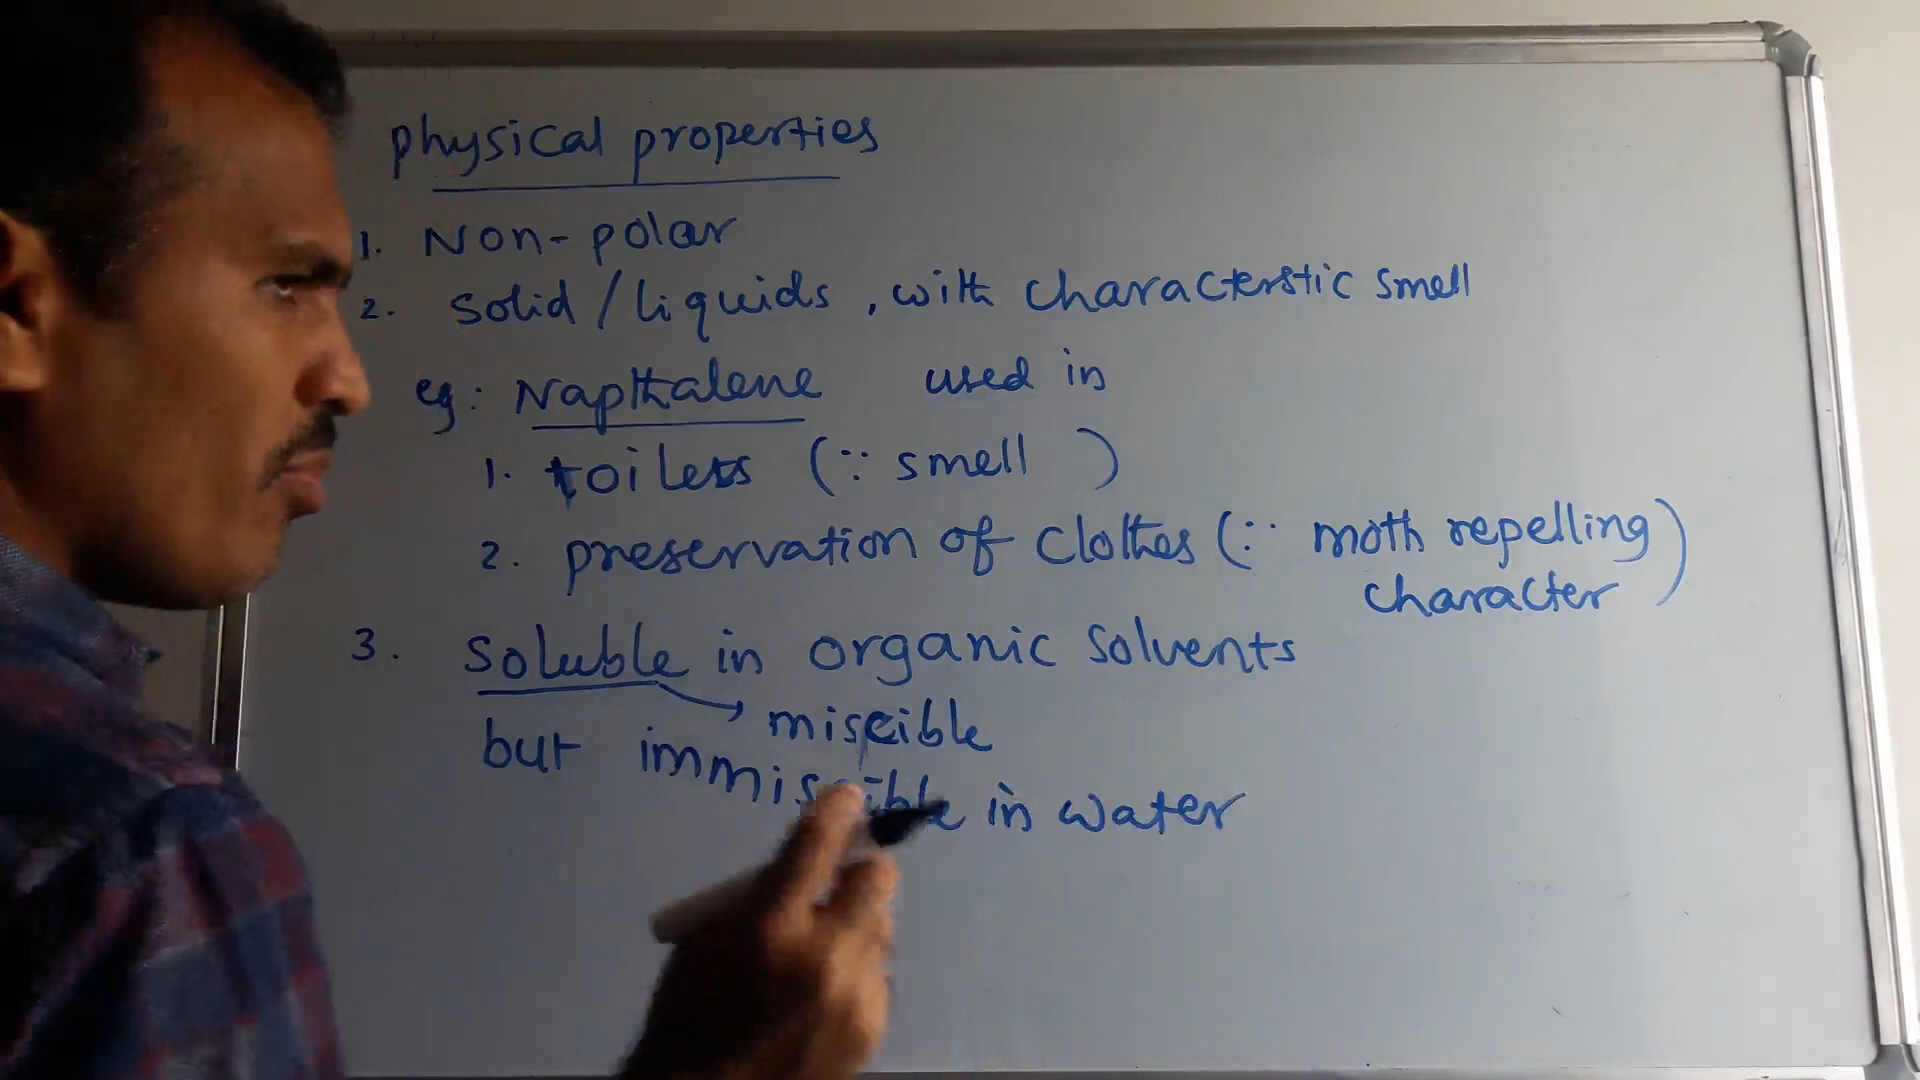 physical properties
1. Non-polar
2. solid / liquids , with characterstic smell
eg: Napthalene used in
1. toilets (∵ smell )
2. preservation of clothes (∵ moth repelling character)
3. soluble in organic solvents
→ miscible
but immiscible in water